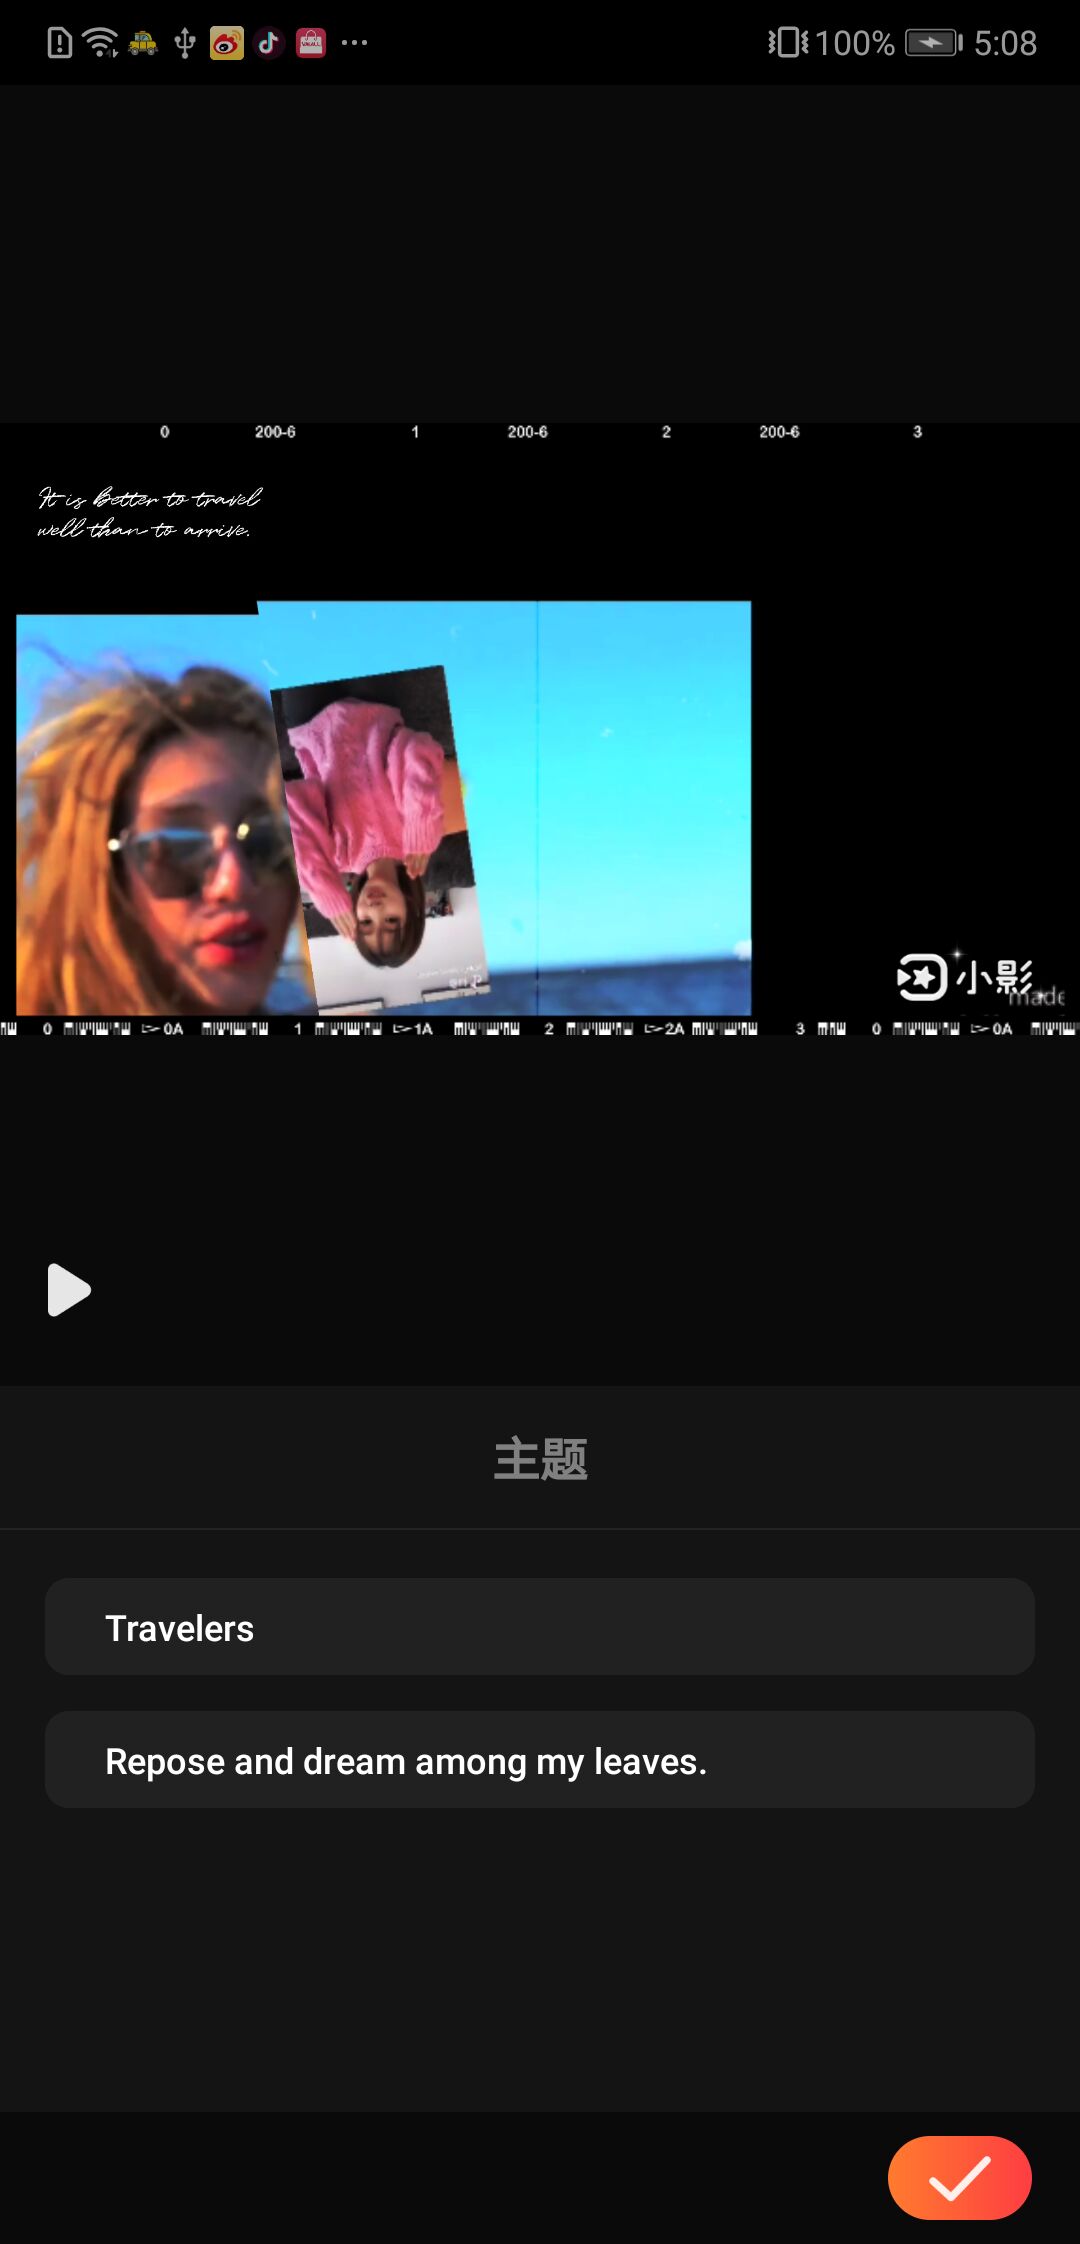 100% 5:08
0 200-6 1 200-6 2 200-6 3
It is Better to travel
well than to arrive.
小影
made
0 0A 1 1A 2 2A 3 0 0A
主题
Travelers
Repose and dream among my leaves.